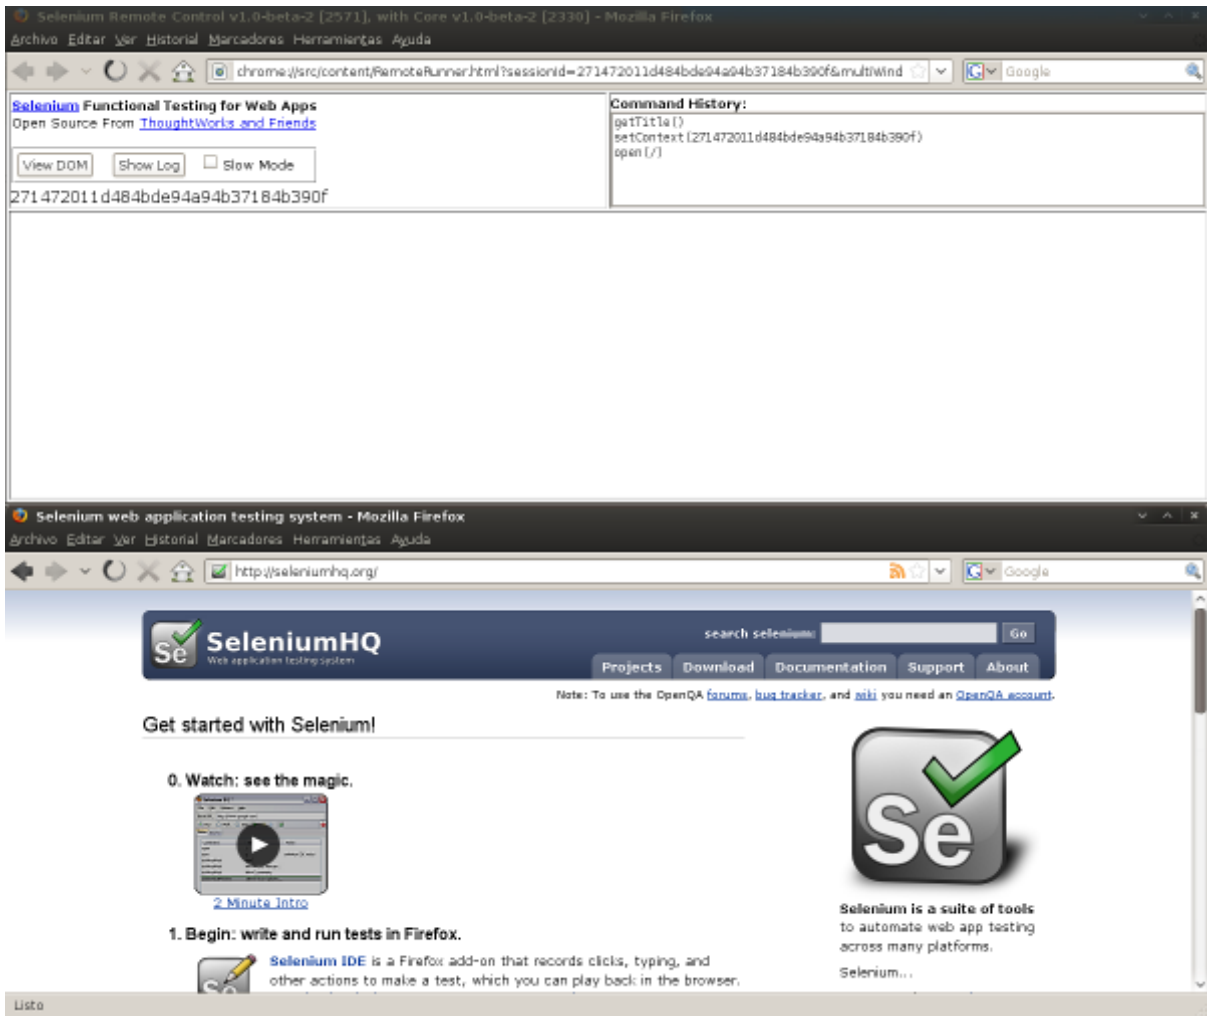 Selenium Remote Control v1.0-beta-2 [2571], with Core v1.0-beta-2 [2330] - Mozilla Firefox
Archivo Editar Ver Historial Marcadores Herramientas Ayuda
chrome://src/content/RemoteRunner.html?sessionId=271472011d484bde94a94b37184b390f&multiWind
Google
Selenium Functional Testing for Web Apps
Open Source From ThoughtWorks and Friends
View DOM Show Log Slow Mode
271472011d484bde94a94b37184b390f
Command History:
getTitle()
setContext(271472011d484bde94a94b37184b390f)
open(/)
Selenium web application testing system - Mozilla Firefox
Archivo Editar Ver Historial Marcadores Herramientas Ayuda
http://seleniumhq.org/
Google
Se SeleniumHQ
Web application testing system
search selenium: Go
Projects Download Documentation Support About
Note: To use the OpenQA forums, bug tracker, and wiki you need an OpenQA account.
Get started with Selenium!
0. Watch: see the magic.
2 Minute Intro
1. Begin: write and run tests in Firefox.
Se
Selenium IDE is a Firefox add-on that records clicks, typing, and
other actions to make a test, which you can play back in the browser.
Se
Selenium is a suite of tools
to automate web app testing
across many platforms.
Selenium...
Listo